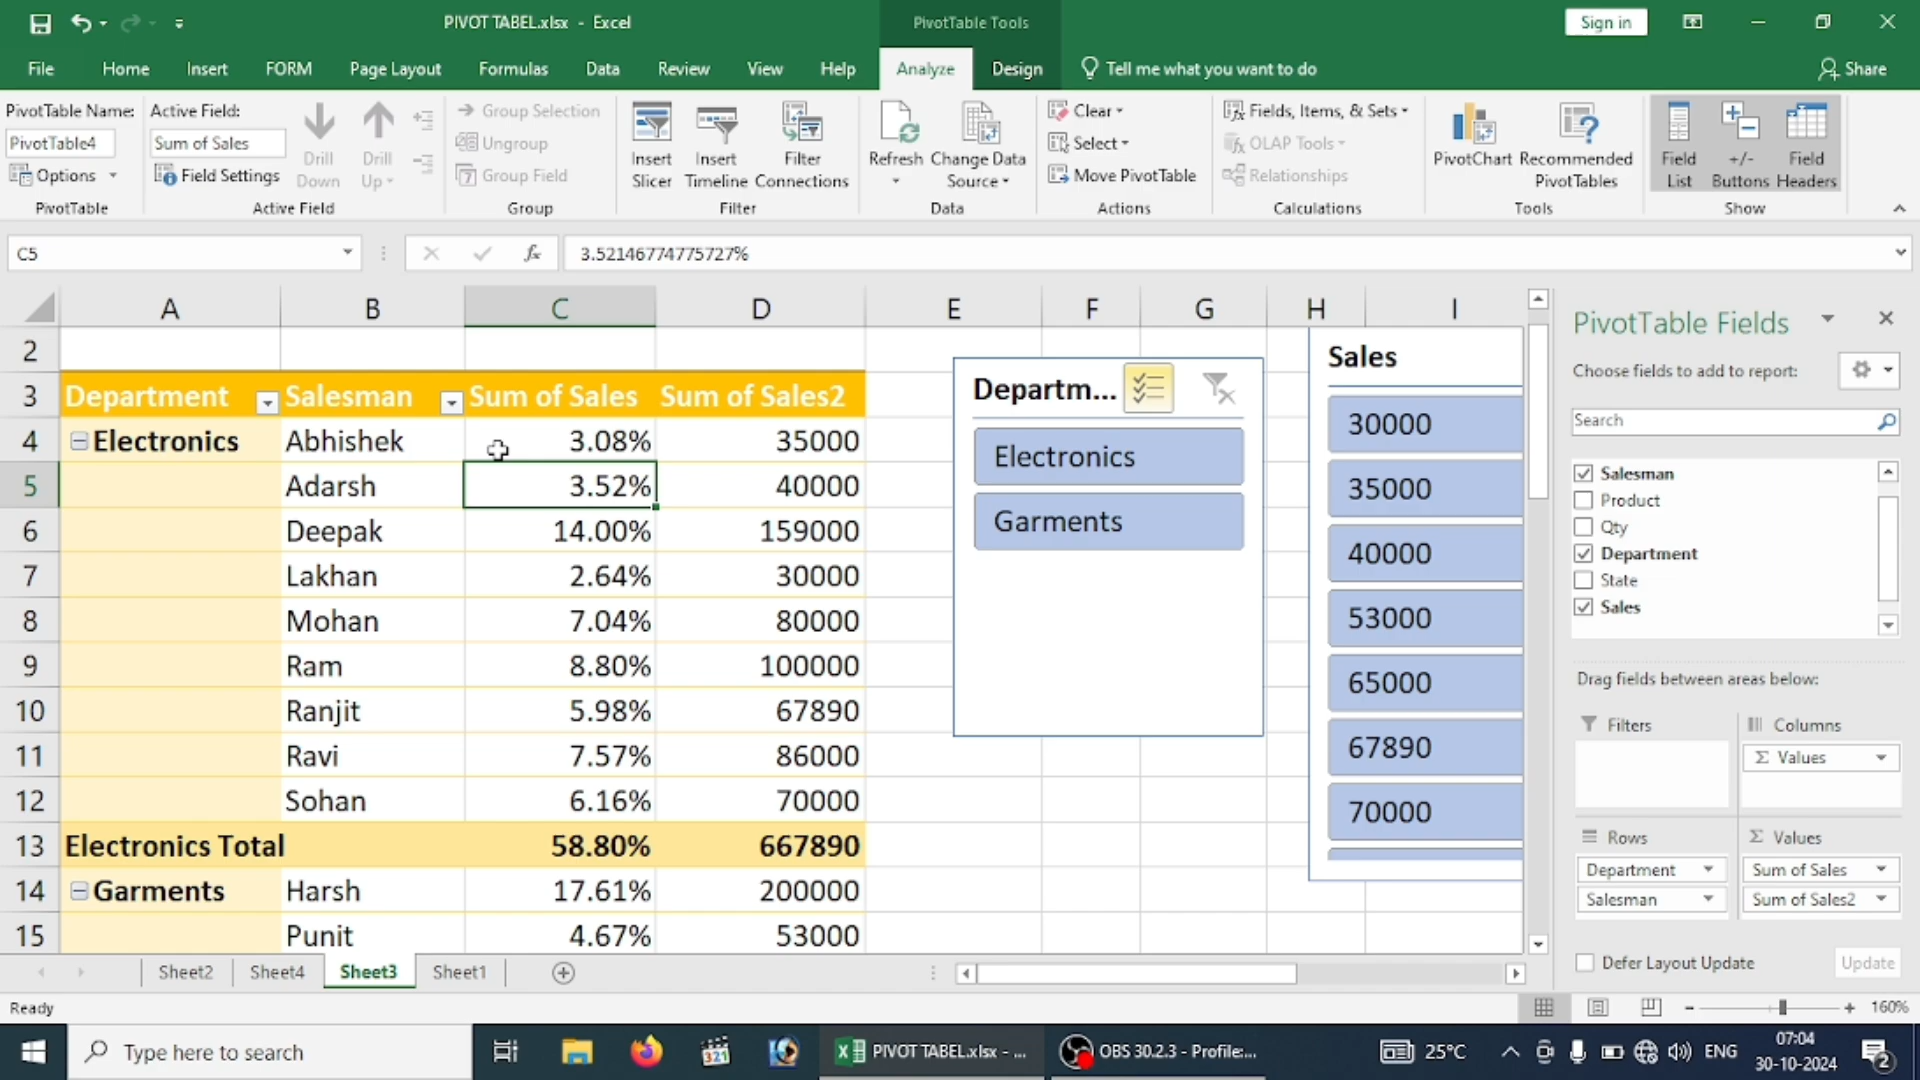 PIVOT TABEL.xlsx - Excel
PivotTable Tools
Sign in
File Home Insert FORM Page Layout Formulas Data Review View Help Analyze Design Tell me what you want to do Share
PivotTable Name:
PivotTable4
Options
PivotTable
Active Field:
Sum of Sales
Field Settings
Drill Down
Drill Up
Active Field
Group Selection
Ungroup
Group Field
Group
Insert Slicer
Insert Timeline
Filter Connections
Filter
Refresh
Change Data Source
Data
Clear
Select
Move PivotTable
Actions
Fields, Items, & Sets
OLAP Tools
Relationships
Calculations
PivotChart
Recommended PivotTables
Tools
Field List
+/- Buttons
Field Headers
Show
C5
fx
3.52146774775727%
A B C D E F G H I
2
3 Department Salesman Sum of Sales Sum of Sales2
4 Electronics Abhishek 3.08% 35000
5 Adarsh 3.52% 40000
6 Deepak 14.00% 159000
7 Lakhan 2.64% 30000
8 Mohan 7.04% 80000
9 Ram 8.80% 100000
10 Ranjit 5.98% 67890
11 Ravi 7.57% 86000
12 Sohan 6.16% 70000
13 Electronics Total 58.80% 667890
14 Garments Harsh 17.61% 200000
15 Punit 4.67% 53000
Departm...
Electronics
Garments
Sales
30000
35000
40000
53000
65000
67890
70000
PivotTable Fields
Choose fields to add to report:
Search
Salesman
Product
Qty
Department
State
Sales
Drag fields between areas below:
Filters
Columns
Σ Values
Rows
Department
Salesman
Σ Values
Sum of Sales
Sum of Sales2
Defer Layout Update
Update
Sheet2 Sheet4 Sheet3 Sheet1
Ready
160%
Type here to search
321
PIVOT TABEL.xlsx - ...
OBS 30.2.3 - Profile:...
25°C
ENG
07:04
30-10-2024
2